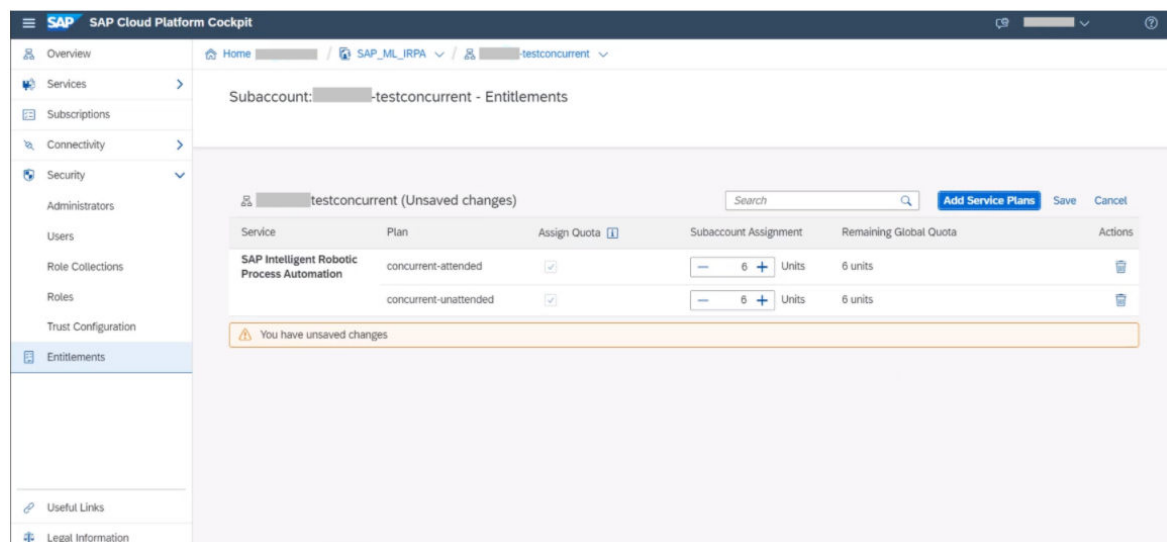 SAP SAP Cloud Platform Cockpit
Overview
Home / SAP_ML_IRPA / -testconcurrent
Services
Subaccount: -testconcurrent - Entitlements
Subscriptions
Connectivity
Security
Administrators
Users
Role Collections
Roles
Trust Configuration
Entitlements
Useful Links
Legal Information
testconcurrent (Unsaved changes)
Search
Add Service Plans Save Cancel
Service Plan Assign Quota Subaccount Assignment Remaining Global Quota Actions
SAP Intelligent Robotic
Process Automation
concurrent-attended 6 Units 6 units
concurrent-unattended 6 Units 6 units
You have unsaved changes